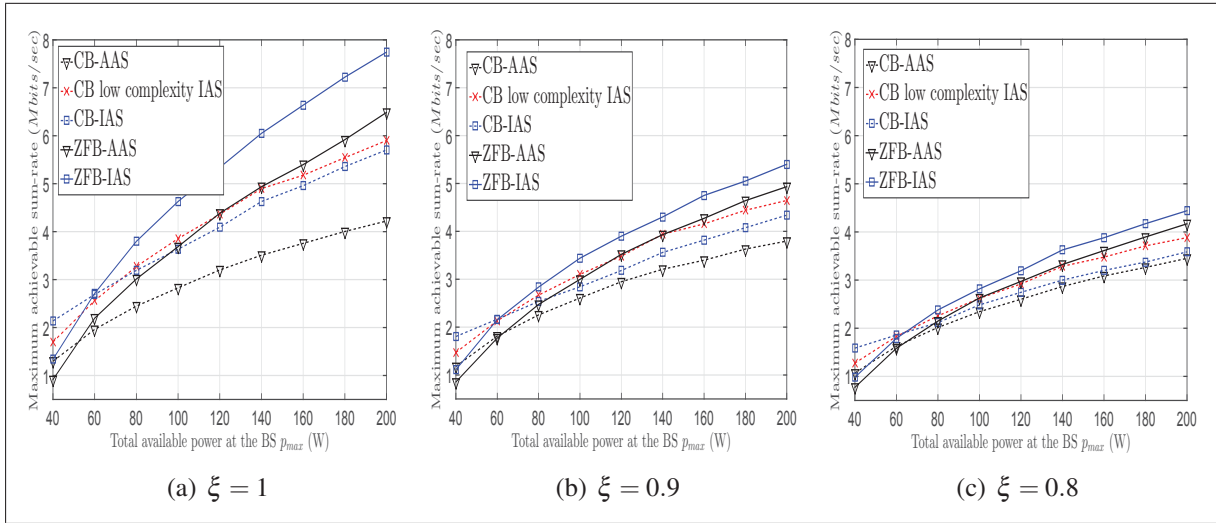 Maximum achievable sum-rate (Mbits/sec)
8
7
6
5
4
3
2
1
CB-AAS
CB low complexity IAS
CB-IAS
ZFB-AAS
ZFB-IAS
40 60 80 100 120 140 160 180 200
Total available power at the BS pmax (W)
(a) ξ = 1
Maximum achievable sum-rate (Mbits/sec)
8
7
6
5
4
3
2
1
CB-AAS
CB low complexity IAS
CB-IAS
ZFB-AAS
ZFB-IAS
40 60 80 100 120 140 160 180 200
Total available power at the BS pmax (W)
(b) ξ = 0.9
Maximum achievable sum-rate (Mbits/sec)
8
7
6
5
4
3
2
1
CB-AAS
CB low complexity IAS
CB-IAS
ZFB-AAS
ZFB-IAS
40 60 80 100 120 140 160 180 200
Total available power at the BS pmax (W)
(c) ξ = 0.8